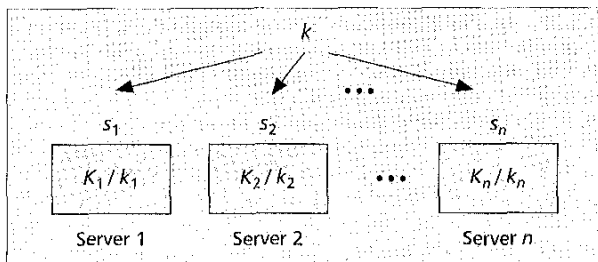 k
•••
s₁ s₂ sₙ
K₁ / k₁ K₂ / k₂ ••• Kₙ / kₙ
Server 1 Server 2 Server n